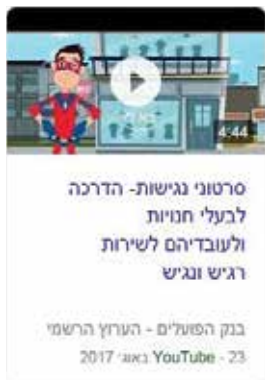 4:44
סרטוני נגישות- הדרכה
לבעלי חנויות
ולעובדיהם לשירות
רגיש ונגיש
בנק הפועלים - הערוץ הרשמי
YouTube - 23 באוג׳ 2017